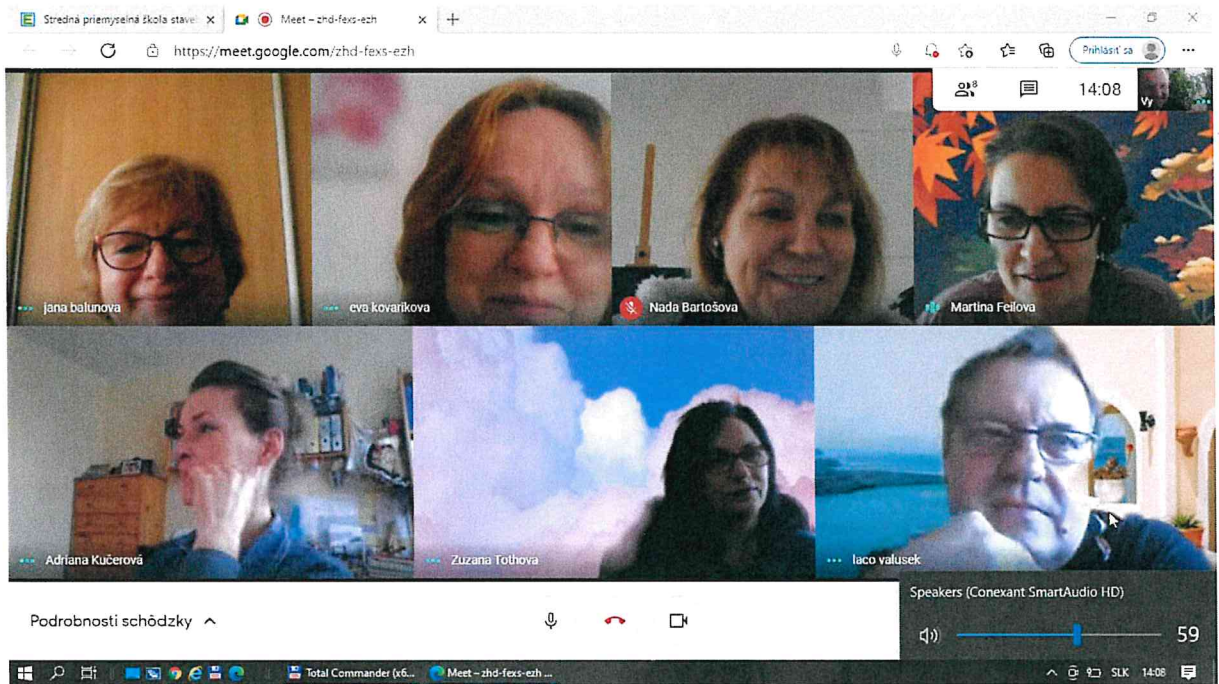 Stredná priemyselná škola stave
Meet – zhd-fexs-ezh
https://meet.google.com/zhd-fexs-ezh
Prihlásiť sa
8
14:08
Vy
jana balunova
eva kovarikova
Nada Bartošova
Martina Feilova
Adriana Kučerová
Zuzana Tothova
laco valusek
Speakers (Conexant SmartAudio HD)
59
Podrobnosti schôdzky
Total Commander (x6...
Meet – zhd-fexs-ezh ...
SLK
14:08